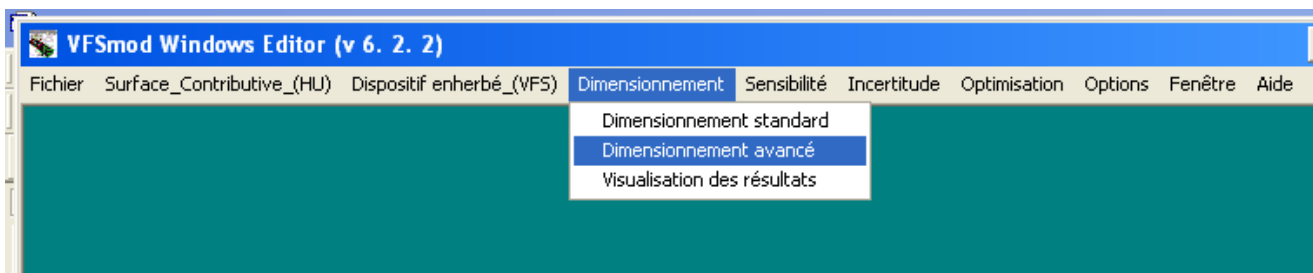 VFSmod Windows Editor (v 6. 2. 2)
Fichier Surface_Contributive_(HU) Dispositif enherbé_(VFS) Dimensionnement Sensibilité Incertitude Optimisation Options Fenêtre Aide
Dimensionnement standard
Dimensionnement avancé
Visualisation des résultats